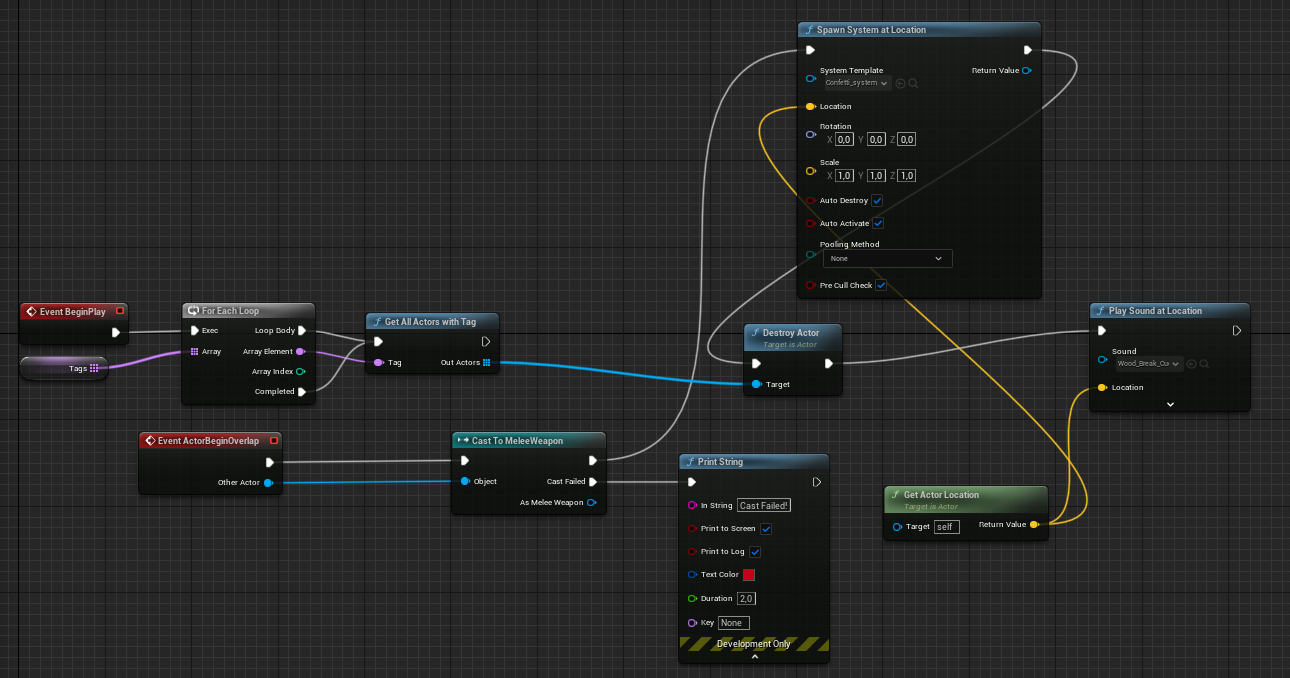 Spawn System at Location
System Template
Confetti_system
Return Value
Location
Rotation
X 0,0 Y 0,0 Z 0,0
Scale
X 1,0 Y 1,0 Z 1,0
Auto Destroy
Auto Activate
Pooling Method
None
Pre Cull Check
Event BeginPlay
Tags
For Each Loop
Exec
Loop Body
Array
Array Element
Array Index
Completed
Get All Actors with Tag
Tag
Out Actors
Destroy Actor
Target is Actor
Target
Play Sound at Location
Sound
Wood_Break_Cu
Location
Event ActorBeginOverlap
Other Actor
Cast To MeleeWeapon
Object
Cast Failed
As Melee Weapon
Print String
In String Cast Failed!
Print to Screen
Print to Log
Text Color
Duration 2,0
Key None
Development Only
Get Actor Location
Target is Actor
Target self
Return Value